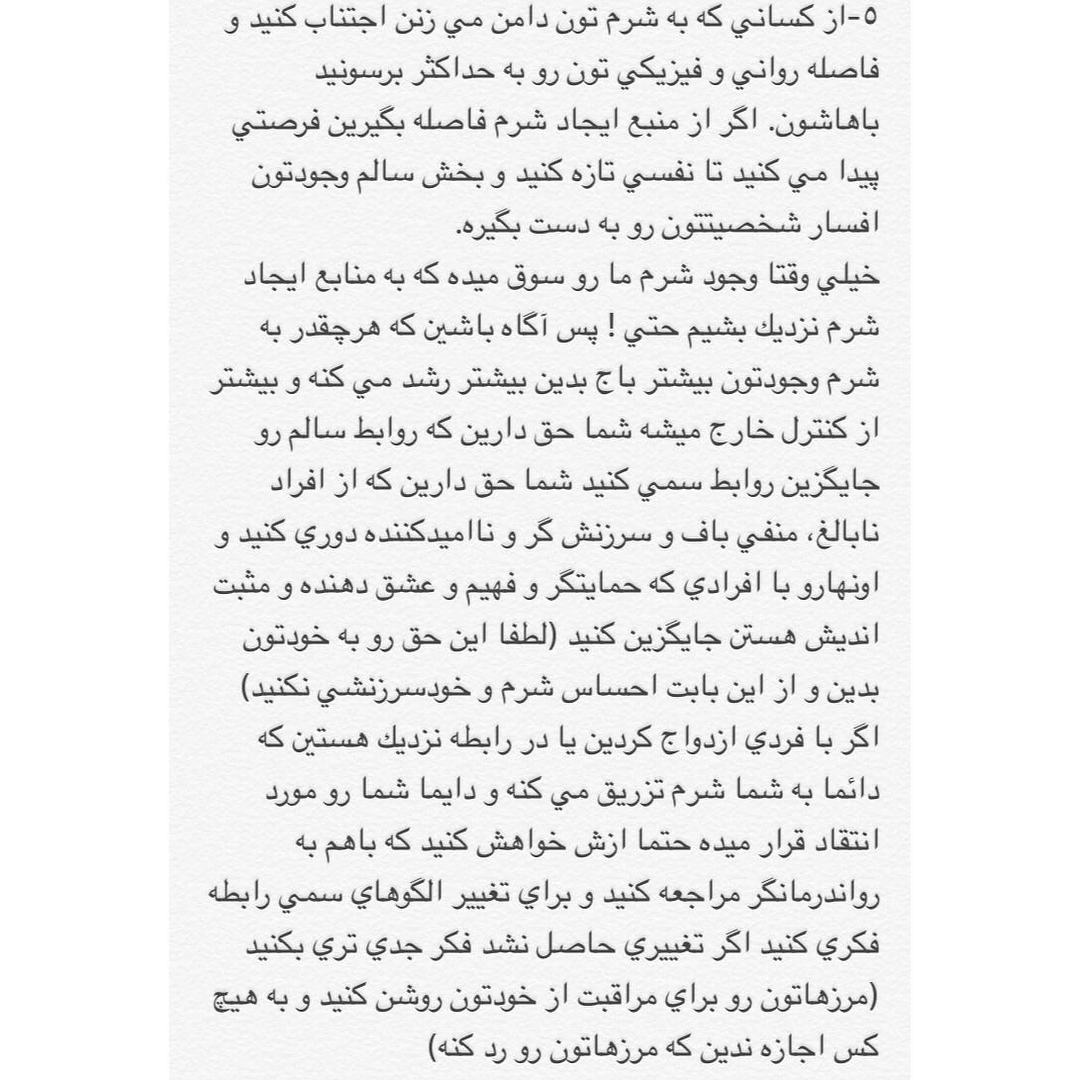 ٥-از كساني كه به شرم تون دامن مي زنن اجتناب كنيد و
فاصله رواني و فيزيكي تون رو به حداكثر برسونيد
باهاشون. اگر از منبع ايجاد شرم فاصله بگيرين فرصتي
پيدا مي كنيد تا نفسي تازه كنيد و بخش سالم وجودتون
افسار شخصيتتون رو به دست بگيره.
خيلي وقتا وجود شرم ما رو سوق ميده كه به منابع ايجاد
شرم نزديك بشيم حتي ! پس آگاه باشين كه هرچقدر به
شرم وجودتون بيشتر باج بدين بيشتر رشد مي كنه و بيشتر
از كنترل خارج ميشه شما حق دارين كه روابط سالم رو
جايگزين روابط سمي كنيد شما حق دارين كه از افراد
نابالغ، منفي باف و سرزنش گر و نااميدكننده دوري كنيد و
اونهارو با افرادي كه حمايتگر و فهيم و عشق دهنده و مثبت
انديش هستن جايگزين كنيد (لطفا اين حق رو به خودتون
بدين و از اين بابت احساس شرم و خودسرزنشي نكنيد)
اگر با فردي ازدواج كردين يا در رابطه نزديك هستين كه
دائما به شما شرم تزريق مي كنه و دايما شما رو مورد
انتقاد قرار ميده حتما ازش خواهش كنيد كه باهم به
رواندرمانگر مراجعه كنيد و براي تغيير الگوهاي سمي رابطه
فكري كنيد اگر تغييري حاصل نشد فكر جدي تري بكنيد
(مرزهاتون رو براي مراقبت از خودتون روشن كنيد و به هيچ
كس اجازه ندين كه مرزهاتون رو رد كنه)